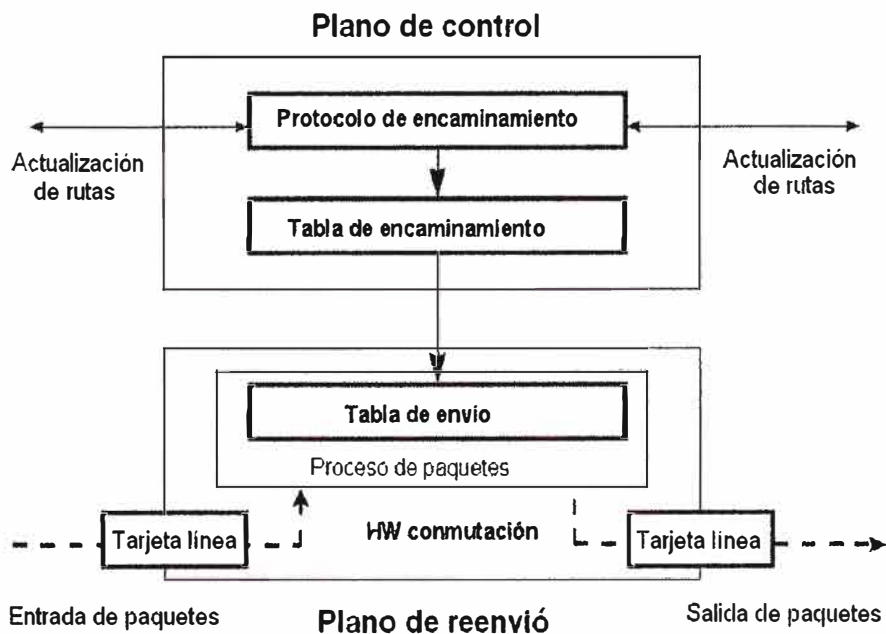 Plano de control
Protocolo de encaminamiento
Actualización
de rutas
Actualización
de rutas
Tabla de encaminamiento
Tabla de envío
Proceso de paquetes
HW conmutación
Tarjeta línea
Tarjeta línea
Entrada de paquetes
Plano de reenvió
Salida de paquetes